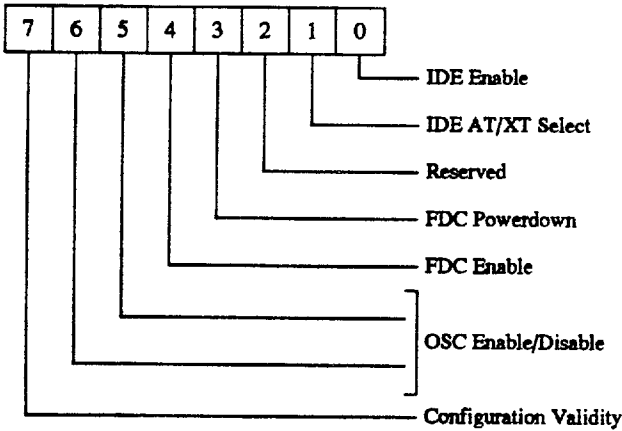 7 6 5 4 3 2 1 0
IDE Enable
IDE AT/XT Select
Reserved
FDC Powerdown
FDC Enable
OSC Enable/Disable
Configuration Validity